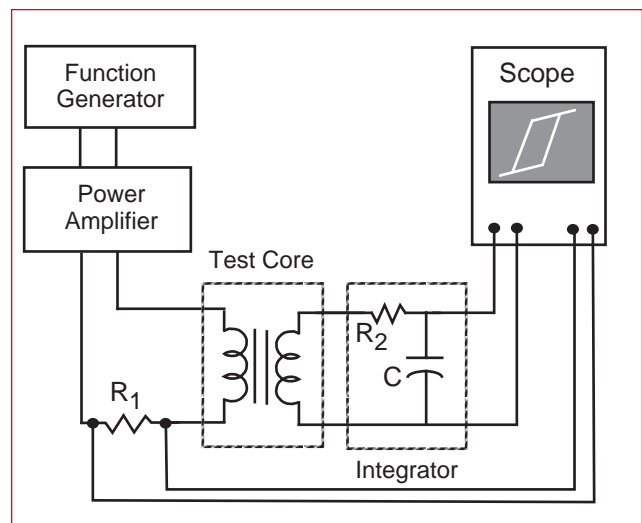 Function
Generator
Scope
Power
Amplifier
Test Core
R2
C
R1
Integrator